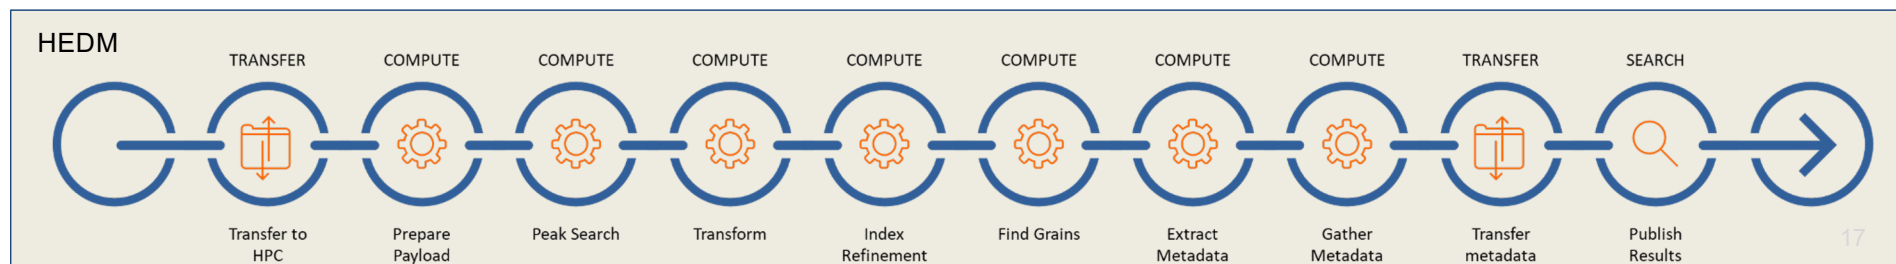 HEDM
TRANSFER
COMPUTE
COMPUTE
COMPUTE
COMPUTE
COMPUTE
COMPUTE
COMPUTE
TRANSFER
SEARCH
Transfer to
HPC
Prepare
Payload
Peak Search
Transform
Index
Refinement
Find Grains
Extract
Metadata
Gather
Metadata
Transfer
metadata
Publish
Results
17